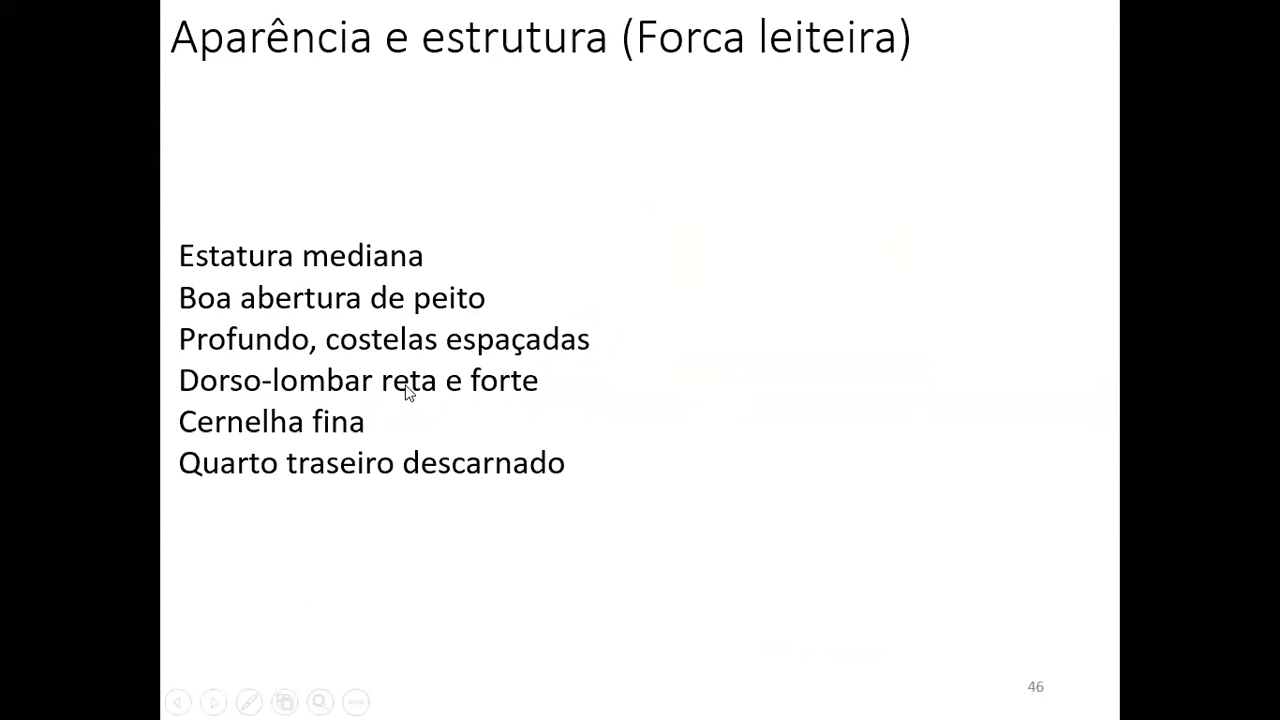 Aparência e estrutura (Forca leiteira)
Estatura mediana
Boa abertura de peito
Profundo, costelas espaçadas
Dorso-lombar reta e forte
Cernelha fina
Quarto traseiro descarnado
46